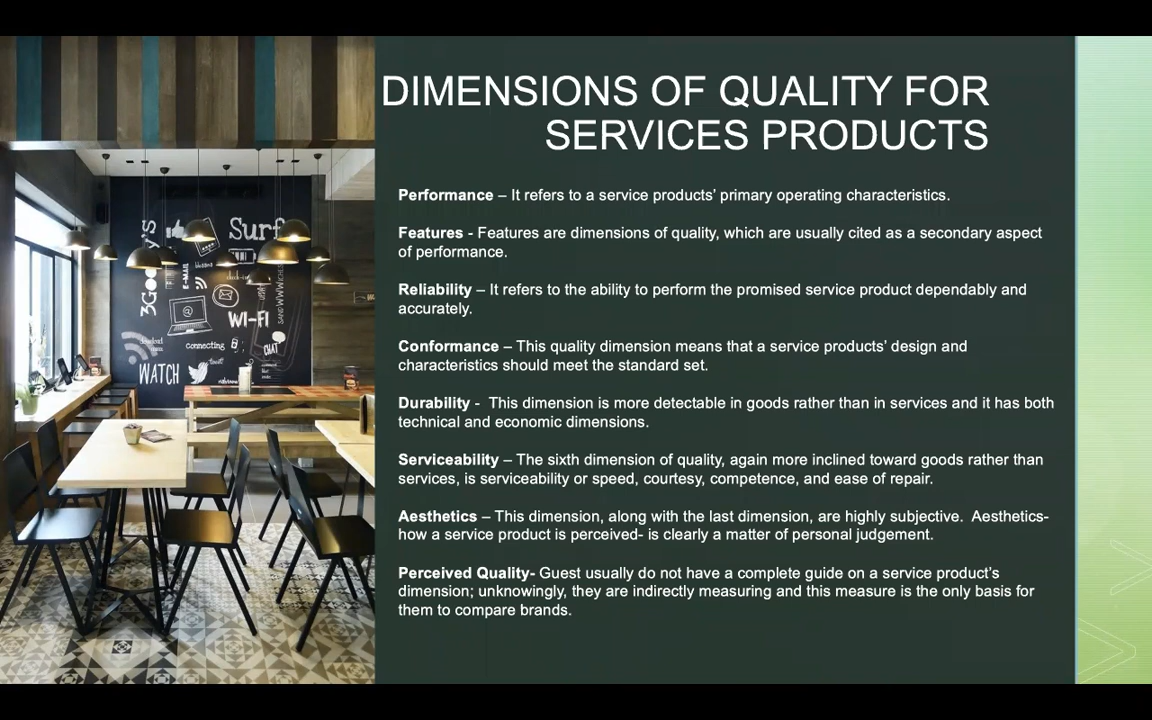 DIMENSIONS OF QUALITY FOR
SERVICES PRODUCTS
Performance – It refers to a service products' primary operating characteristics.
Features - Features are dimensions of quality, which are usually cited as a secondary aspect
of performance.
Reliability – It refers to the ability to perform the promised service product dependably and
accurately.
Conformance – This quality dimension means that a service products' design and
characteristics should meet the standard set.
Durability - This dimension is more detectable in goods rather than in services and it has both
technical and economic dimensions.
Serviceability – The sixth dimension of quality, again more inclined toward goods rather than
services, is serviceability or speed, courtesy, competence, and ease of repair.
Aesthetics – This dimension, along with the last dimension, are highly subjective. Aesthetics-
how a service product is perceived- is clearly a matter of personal judgement.
Perceived Quality- Guest usually do not have a complete guide on a service product's
dimension; unknowingly, they are indirectly measuring and this measure is the only basis for
them to compare brands.
Surf
E-MAIL
check-in
WI-FI
SANDWICHES
connecting
CHAT
WATCH
tweet